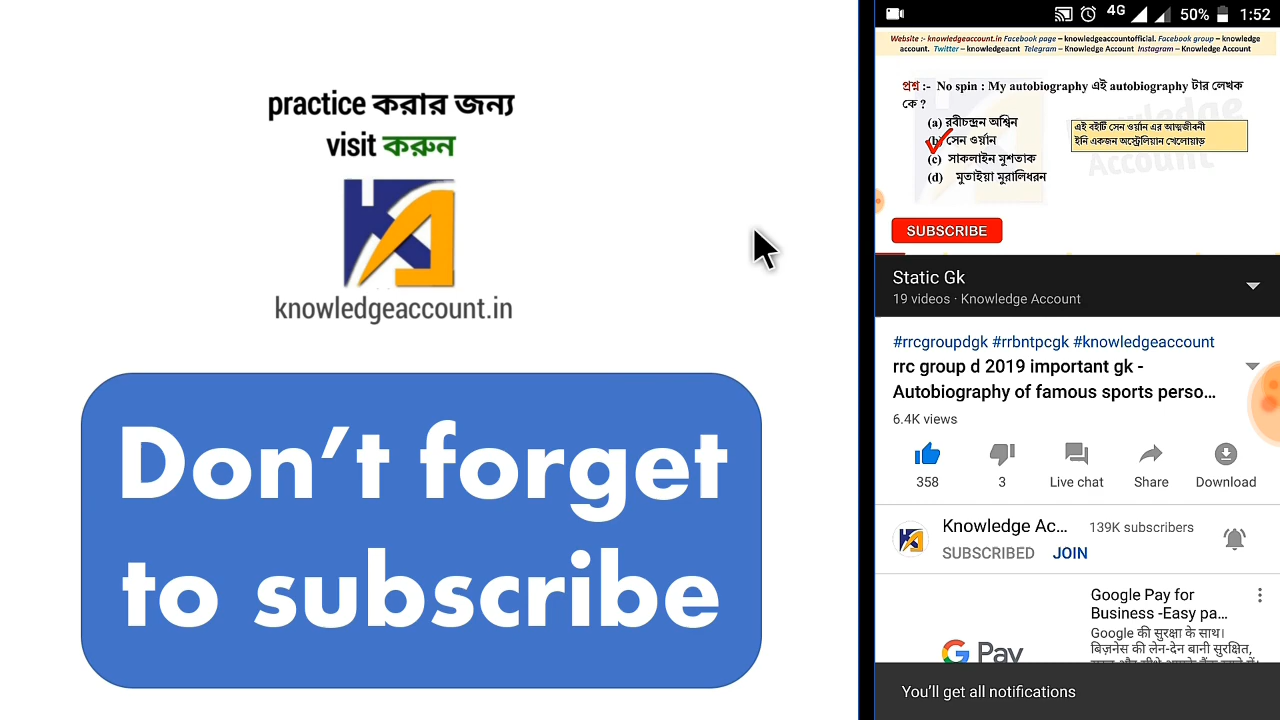 practice করার জন্য
visit করুন
knowledgeaccount.in
Don't forget
to subscribe
4G 50% 1:52
Website :- knowledgeaccount.in Facebook page – knowledgeaccountofficial. Facebook group – knowledge
account. Twitter – knowledgeacnt Telegram – Knowledge Account Instagram – Knowledge Account
প্রশ্ন :- No spin : My autobiography এই autobiography টার লেখক
কে ?
(a) রবীচন্দ্রন অশ্বিন
(b) সেন ওর্য়ান
(c) সাকলাইন মুশতাক
(d) মুতাইয়া মুরালিধরন
এই বইটি সেন ওর্য়ান এর আত্মজীবনী
ইনি একজন অস্ট্রেলিয়ান খেলোয়াড়
SUBSCRIBE
Static Gk
19 videos · Knowledge Account
#rrcgroupdgk #rrbntpcgk #knowledgeaccount
rrc group d 2019 important gk -
Autobiography of famous sports perso...
6.4K views
358 3 Live chat Share Download
Knowledge Ac... 139K subscribers
SUBSCRIBED JOIN
Google Pay for
Business -Easy pa...
Google की सुरक्षा के साथ।
बिज़नेस की लेन-देन बानी सुरक्षित,
G Pay
You'll get all notifications